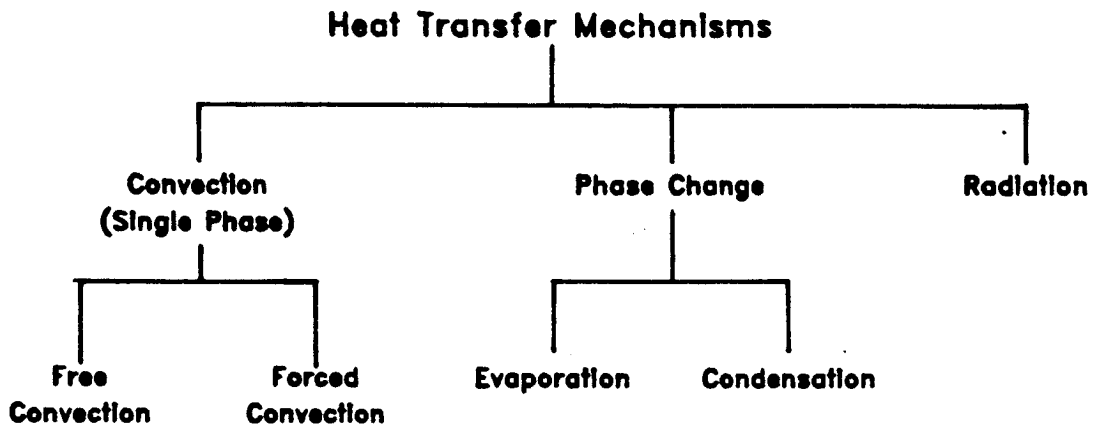 Heat Transfer Mechanisms
Convection
(Single Phase)
Phase Change
Radiation
Free
Convection
Forced
Convection
Evaporation
Condensation